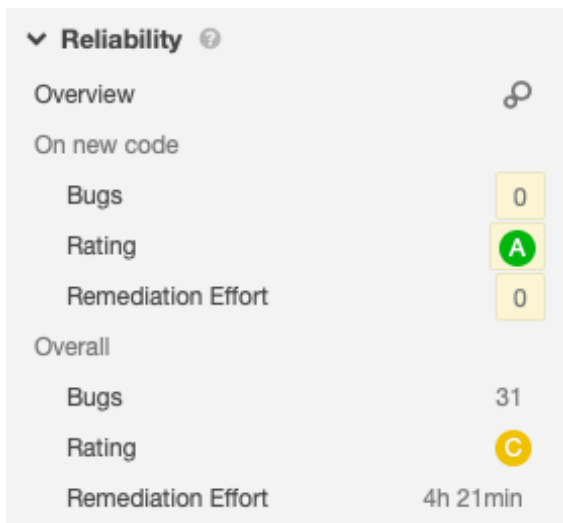 Reliability ?
Overview
On new code
Bugs 0
Rating A
Remediation Effort 0
Overall
Bugs 31
Rating C
Remediation Effort 4h 21min